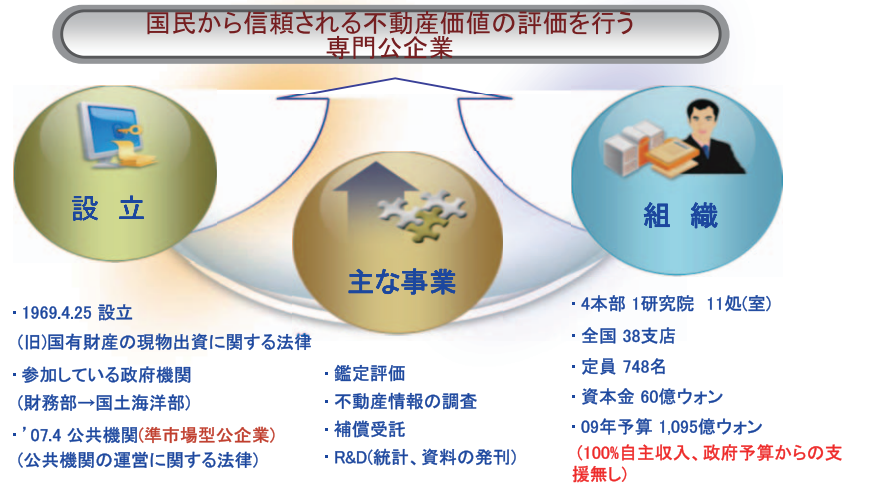 国民から信頼される不動産価値の評価を行う
専門公企業
設 立
・1969.4.25 設立
(旧)国有財産の現物出資に関する法律
・参加している政府機関
(財務部→国土海洋部)
・’07.4 公共機関(準市場型公企業)
(公共機関の運営に関する法律)
主な事業
・鑑定評価
・不動産情報の調査
・補償受託
・R&D(統計、資料の発刊)
組 織
・4本部 1研究院 11処(室)
・全国 38支店
・定員 748名
・資本金 60億ウォン
・09年予算 1,095億ウォン
(100%自主収入、政府予算からの支
援無し)